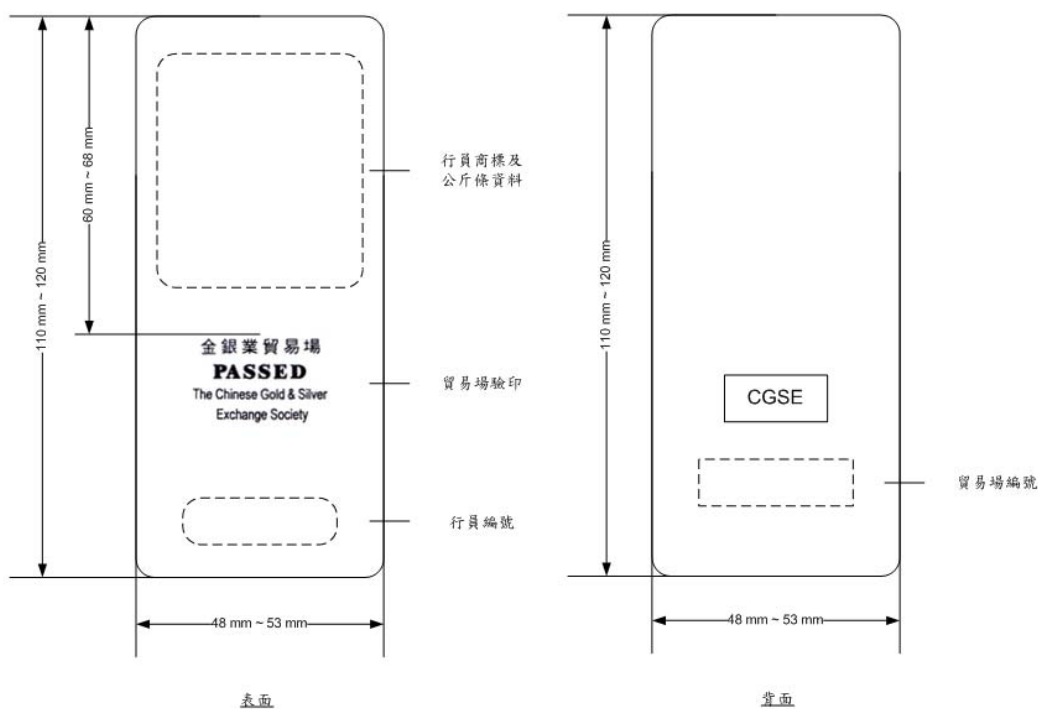 110 mm ~ 120 mm
60 mm ~ 68 mm
行員商標及
公斤條資料
金銀業貿易場
PASSED
The Chinese Gold & Silver
Exchange Society
貿易場驗印
行員編號
48 mm ~ 53 mm
表面
110 mm ~ 120 mm
CGSE
貿易場編號
48 mm ~ 53 mm
背面